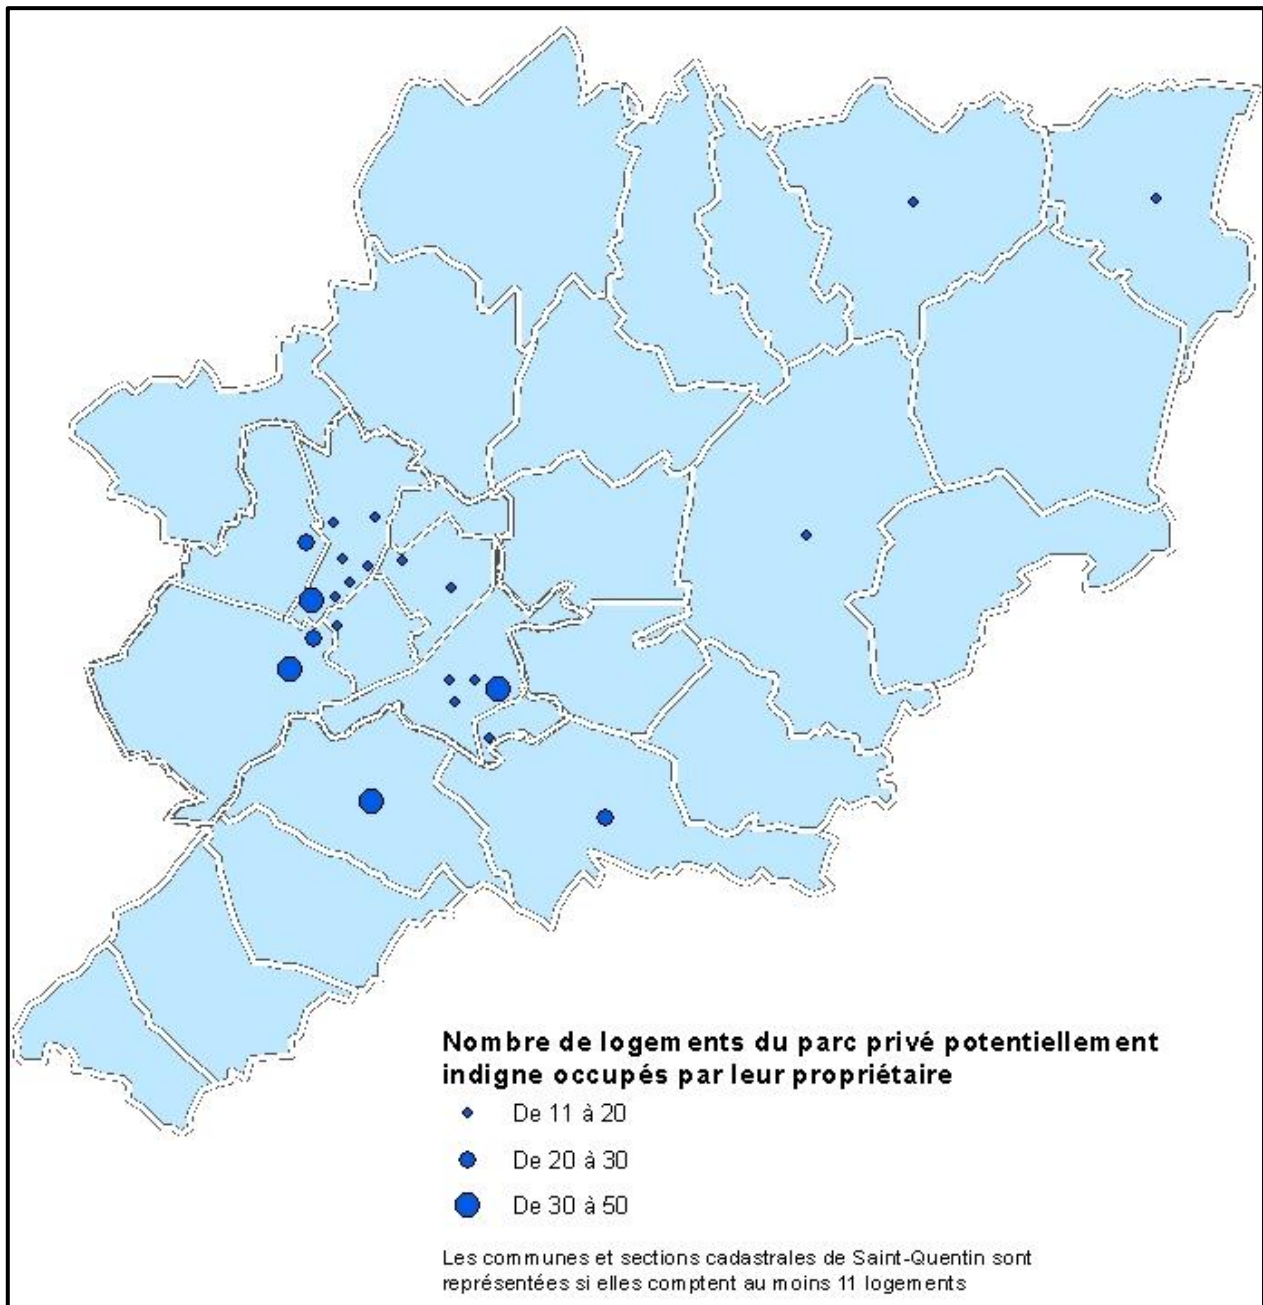 Nombre de logements du parc privé potentiellement
indigne occupés par leur propriétaire
De 11 à 20
De 20 à 30
De 30 à 50
Les communes et sections cadastrales de Saint-Quentin sont
représentées si elles comptent au moins 11 logements